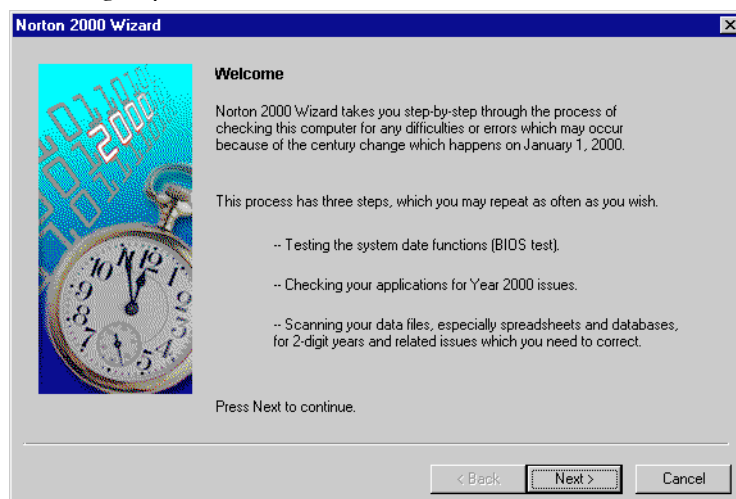 Norton 2000 Wizard
Welcome
Norton 2000 Wizard takes you step-by-step through the process of
checking this computer for any difficulties or errors which may occur
because of the century change which happens on January 1, 2000.
This process has three steps, which you may repeat as often as you wish.
-- Testing the system date functions (BIOS test).
-- Checking your applications for Year 2000 issues.
-- Scanning your data files, especially spreadsheets and databases,
for 2-digit years and related issues which you need to correct.
Press Next to continue.
< Back
Next >
Cancel
2000